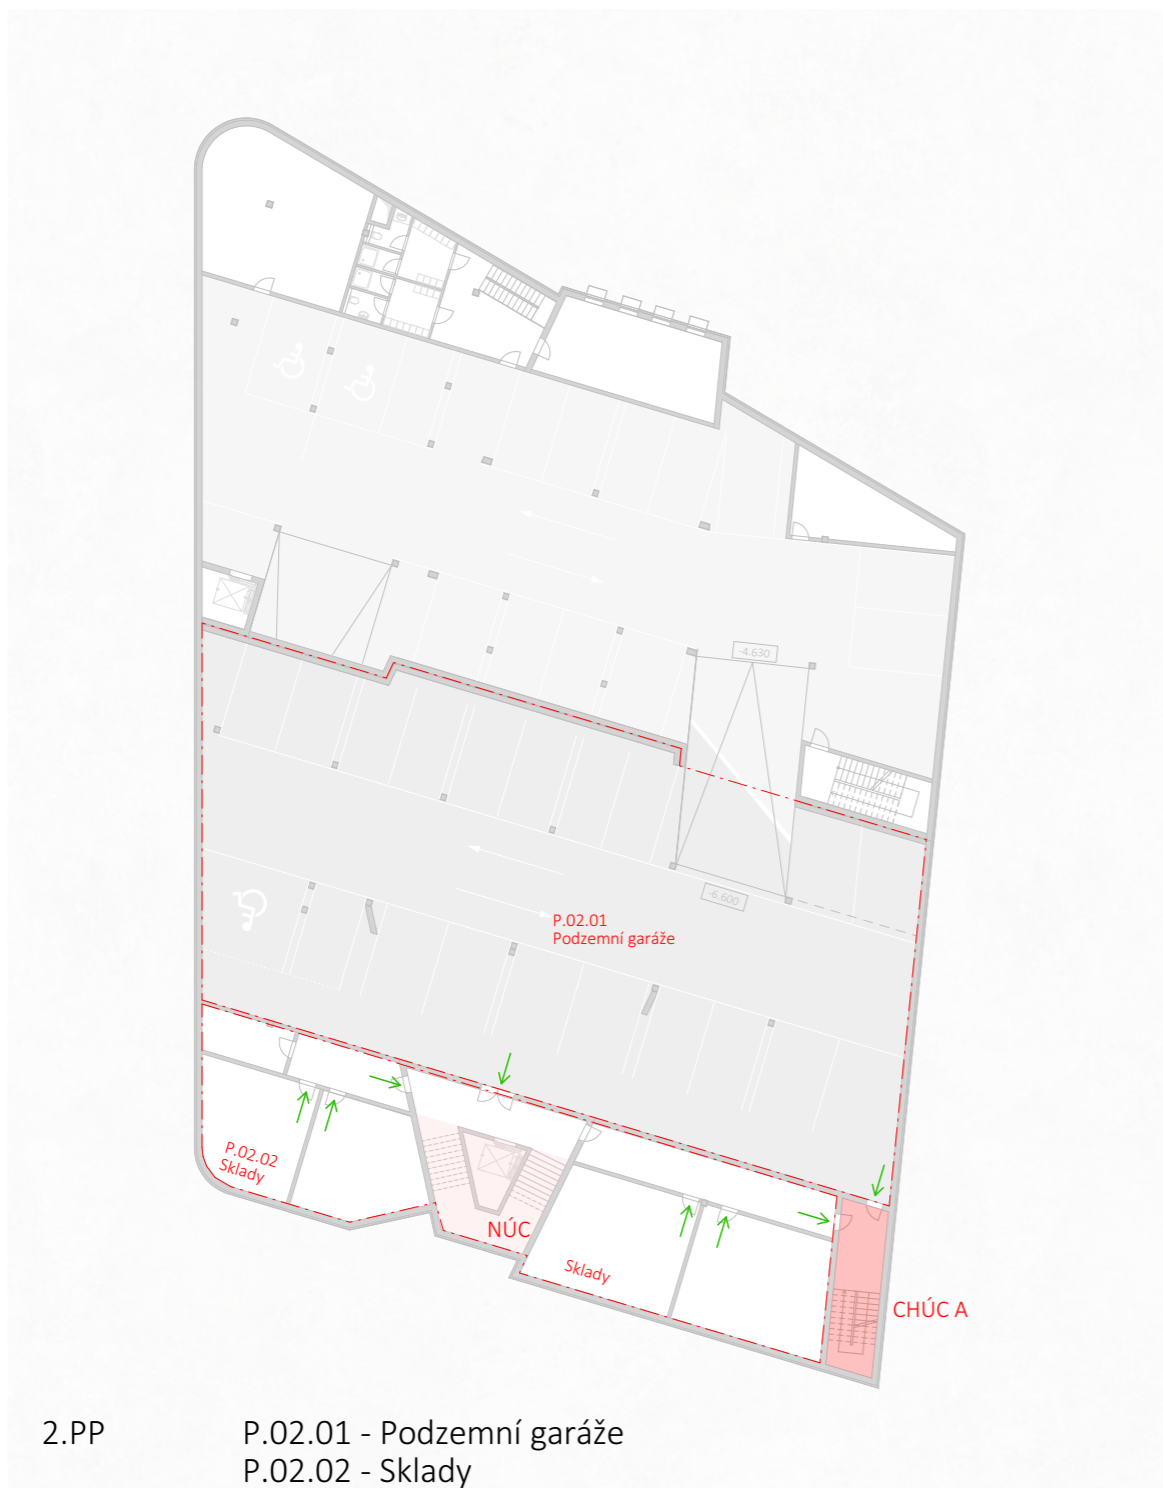 -4.630
-6.600
P.02.01
Podzemní garáže
P.02.02
Sklady
NÚC
Sklady
CHÚC A
2.PP P.02.01 - Podzemní garáže
P.02.02 - Sklady